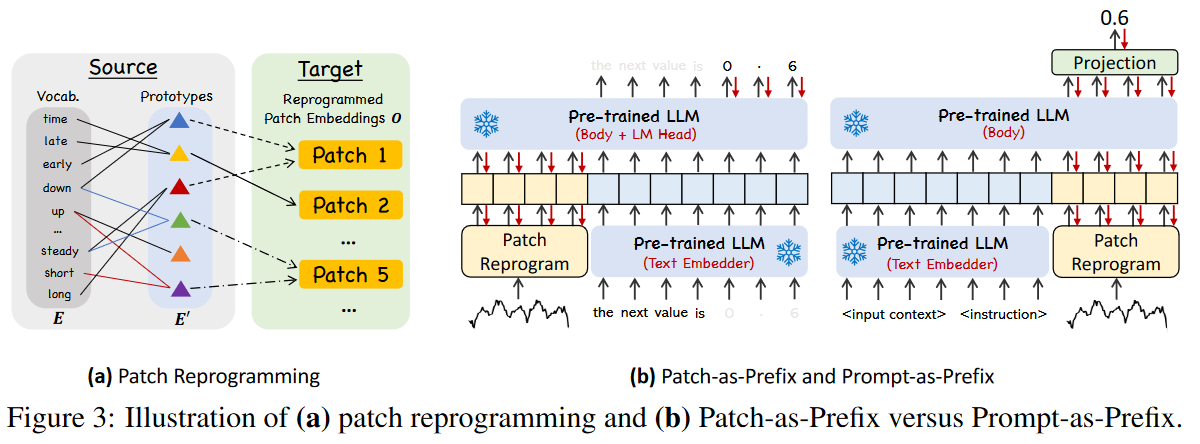 Source
Vocab.
Prototypes
time
late
early
down
up
...
steady
short
long
E
E′
Target
Reprogrammed
Patch Embeddings O
Patch 1
Patch 2
...
Patch 5
...
(a) Patch Reprogramming
the next value is 0 . 6
Pre-trained LLM
(Body + LM Head)
Patch
Reprogram
Pre-trained LLM
(Text Embedder)
the next value is 0 . 6
0.6
Projection
Pre-trained LLM
(Body)
Pre-trained LLM
(Text Embedder)
Patch
Reprogram
<input context> <instruction>
(b) Patch-as-Prefix and Prompt-as-Prefix
Figure 3: Illustration of (a) patch reprogramming and (b) Patch-as-Prefix versus Prompt-as-Prefix.